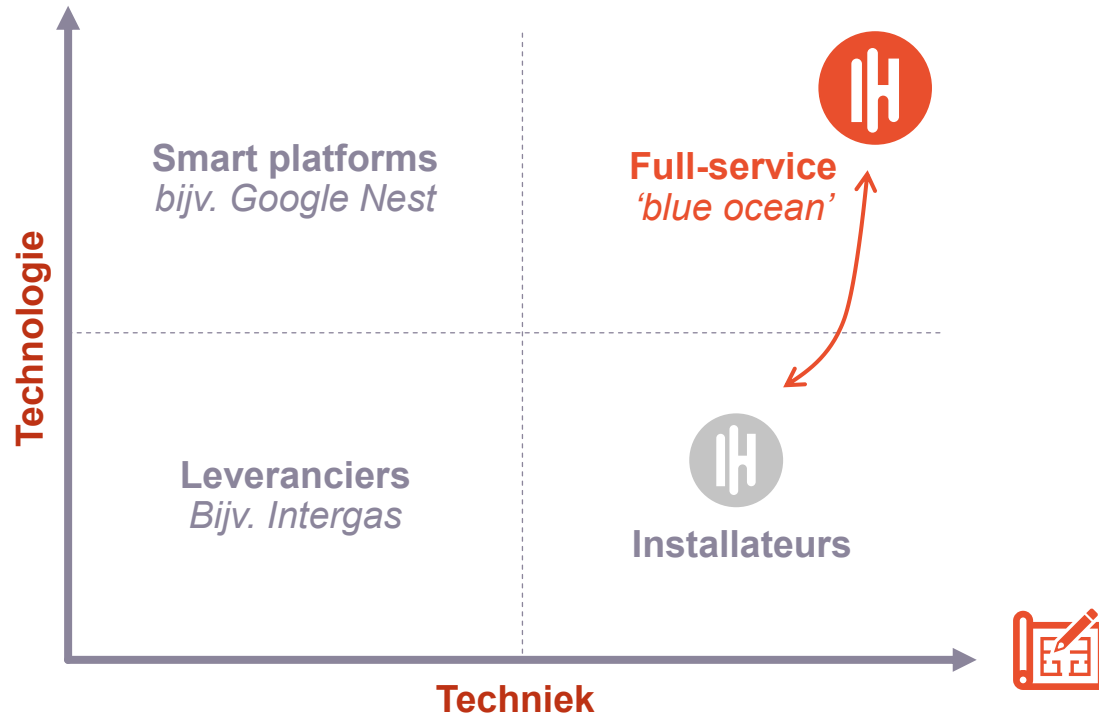 Smart platforms
bijv. Google Nest
Full-service
‘blue ocean’
Technologie
Leveranciers
Bijv. Intergas
Installateurs
Techniek